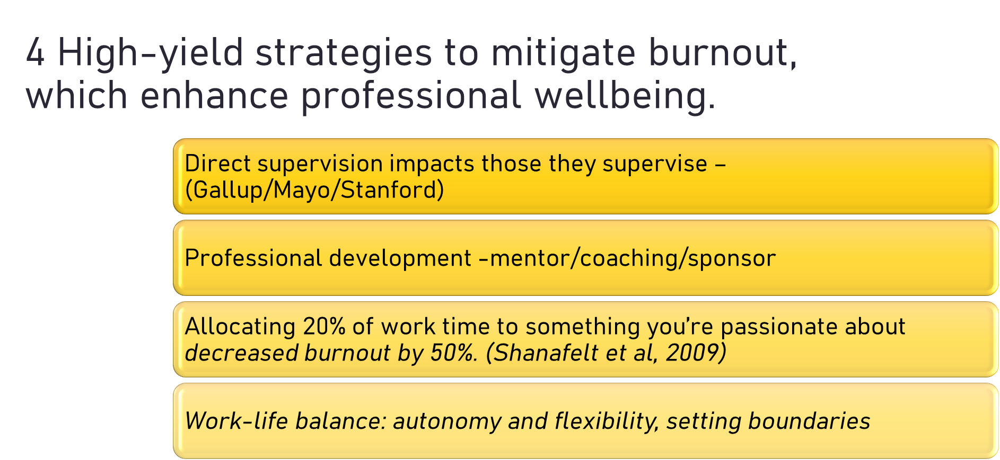 4 High-yield strategies to mitigate burnout,
which enhance professional wellbeing.
Direct supervision impacts those they supervise –
(Gallup/Mayo/Stanford)
Professional development -mentor/coaching/sponsor
Allocating 20% of work time to something you’re passionate about
decreased burnout by 50%. (Shanafelt et al, 2009)
Work-life balance: autonomy and flexibility, setting boundaries